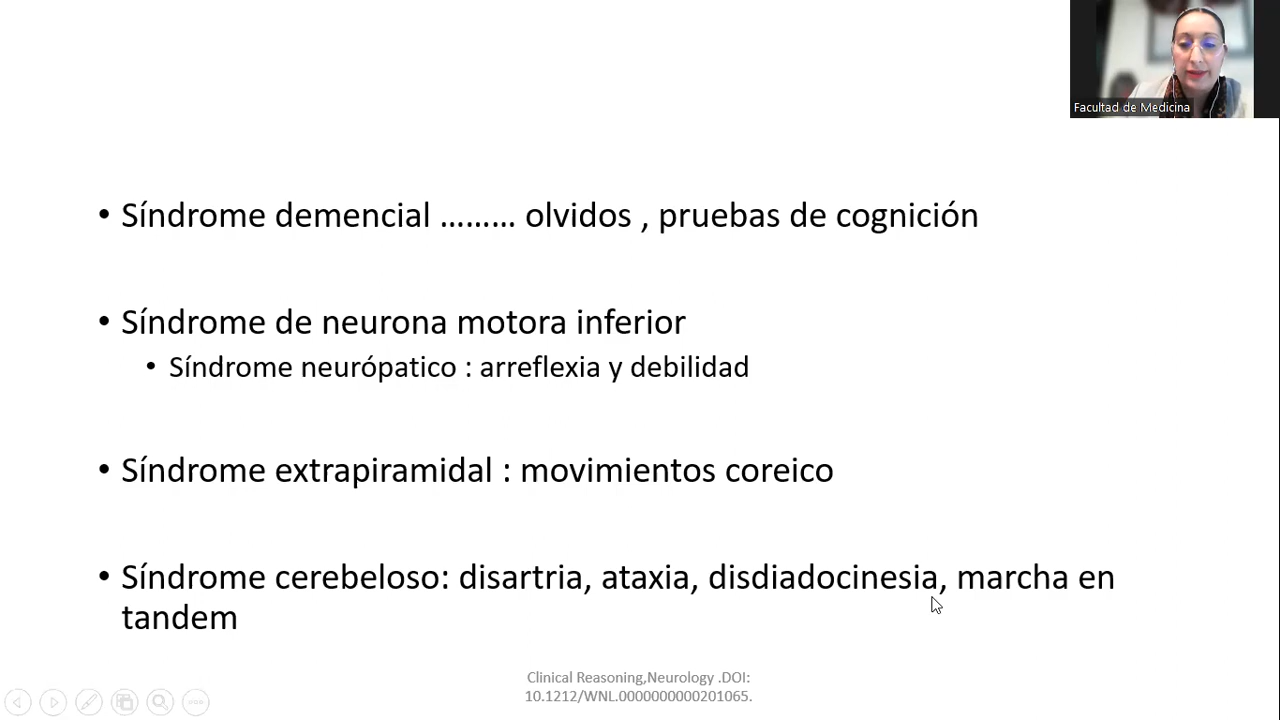 Facultad de Medicina
• Síndrome demencial ……… olvidos , pruebas de cognición
• Síndrome de neurona motora inferior
• Síndrome neurópatico : arreflexia y debilidad
• Síndrome extrapiramidal : movimientos coreico
• Síndrome cerebeloso: disartria, ataxia, disdiadocinesia, marcha en
tandem
Clinical Reasoning,Neurology .DOI:
10.1212/WNL.0000000000201065.